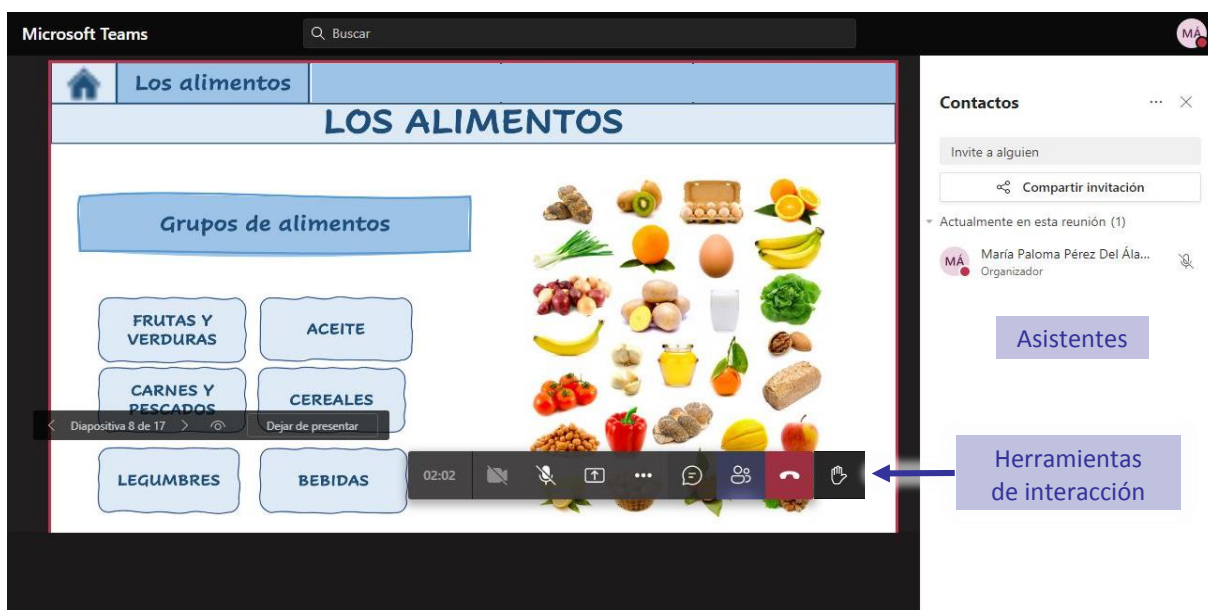 Microsoft Teams
Buscar
MÁ
Los alimentos
LOS ALIMENTOS
Grupos de alimentos
FRUTAS Y
VERDURAS
ACEITE
CARNES Y
PESCADOS
CEREALES
Diapositiva 8 de 17
Dejar de presentar
LEGUMBRES
BEBIDAS
02:02
Contactos
Invite a alguien
Compartir invitación
Actualmente en esta reunión (1)
MÁ
María Paloma Pérez Del Ála...
Organizador
Asistentes
Herramientas
de interacción